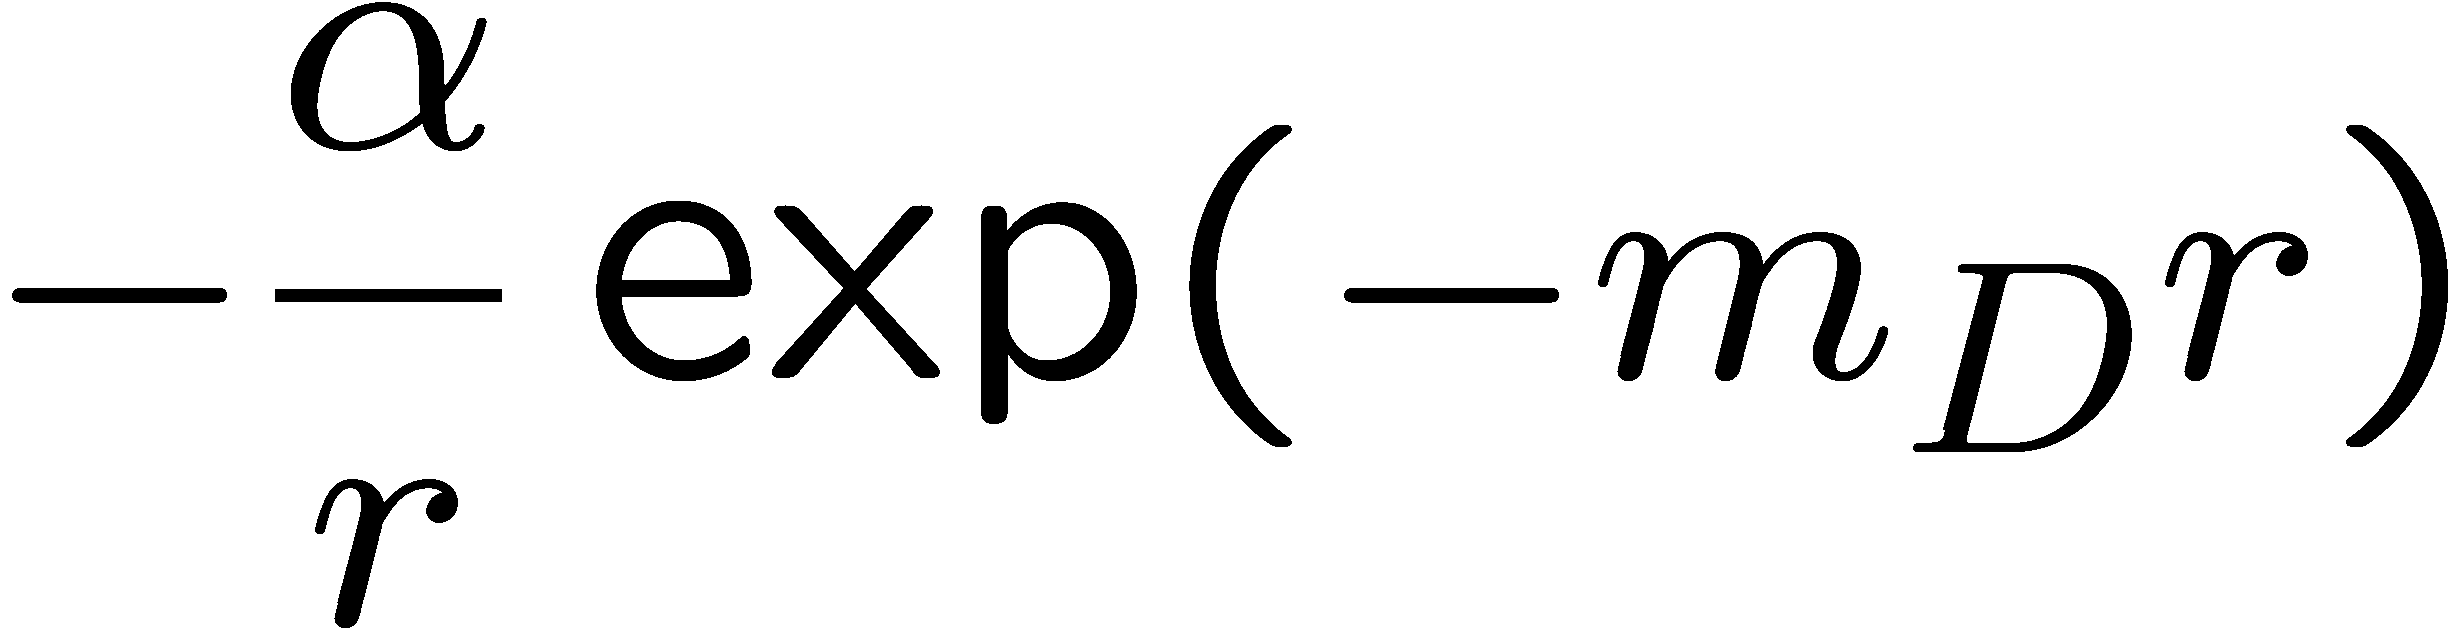 −α/r exp(−m_D r)